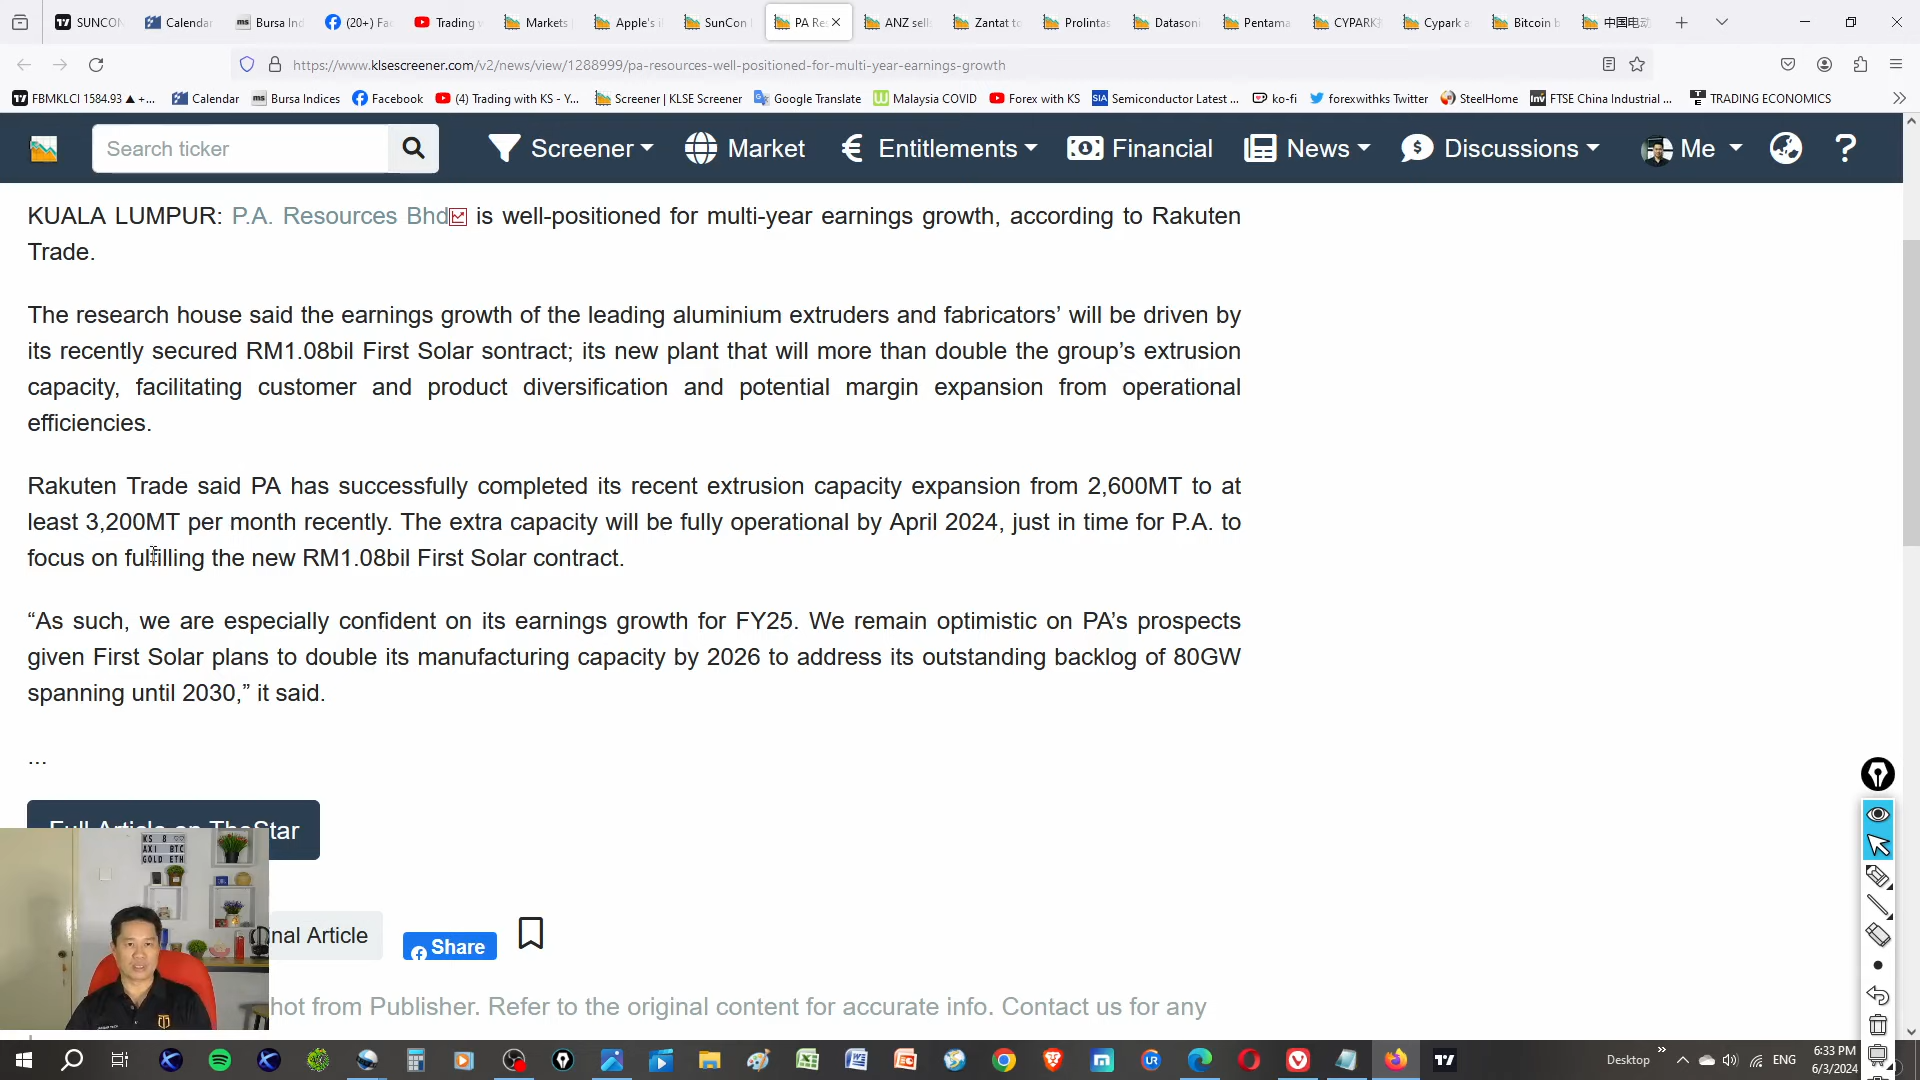 SUNCON
Calendar
Bursa Ind
(20+) Fa
Trading w
Markets
Apple's i
SunCon
PA Re
ANZ sell
Zantat to
Prolintas
Datasoni
Pentama
CYPARK
Cypark a
Bitcoin b
中国电动
https://www.klsescreener.com/v2/news/view/1288999/pa-resources-well-positioned-for-multi-year-earnings-growth
FBMKLCI 1584.93 ▲ +...
Calendar
Bursa Indices
Facebook
(4) Trading with KS - Y...
Screener | KLSE Screener
Google Translate
Malaysia COVID
Forex with KS
Semiconductor Latest ...
ko-fi
forexwithks Twitter
SteelHome
FTSE China Industrial ...
TRADING ECONOMICS
Search ticker
Screener
Market
Entitlements
Financial
News
Discussions
Me
?
KUALA LUMPUR: P.A. Resources Bhd is well-positioned for multi-year earnings growth, according to Rakuten
Trade.
The research house said the earnings growth of the leading aluminium extruders and fabricators’ will be driven by
its recently secured RM1.08bil First Solar sontract; its new plant that will more than double the group’s extrusion
capacity, facilitating customer and product diversification and potential margin expansion from operational
efficiencies.
Rakuten Trade said PA has successfully completed its recent extrusion capacity expansion from 2,600MT to at
least 3,200MT per month recently. The extra capacity will be fully operational by April 2024, just in time for P.A. to
focus on fulfilling the new RM1.08bil First Solar contract.
“As such, we are especially confident on its earnings growth for FY25. We remain optimistic on PA’s prospects
given First Solar plans to double its manufacturing capacity by 2026 to address its outstanding backlog of 80GW
spanning until 2030,” it said.
...
Full Article on TheStar
KS 8
AXI BTC
GOLD ETH
nal Article
Share
hot from Publisher. Refer to the original content for accurate info. Contact us for any
Desktop
ENG
6:33 PM
6/3/2024